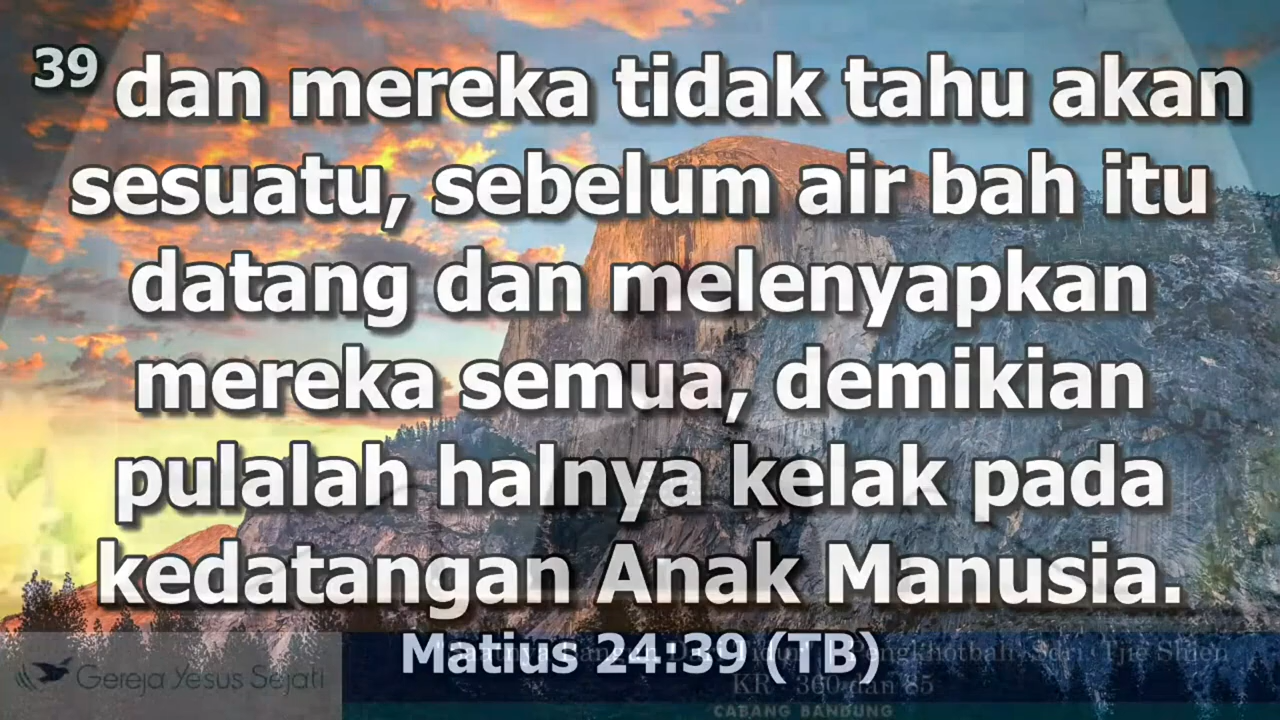 39 dan mereka tidak tahu akan
sesuatu, sebelum air bah itu
datang dan melenyapkan
mereka semua, demikian
pulalah halnya kelak pada
kedatangan Anak Manusia.
Matius 24:39 (TB)
Gereja Yesus Sejati
Pengkhotbah: Sdri. Tjie Shien
KR - 360 dan 85
CABANG BANDUNG